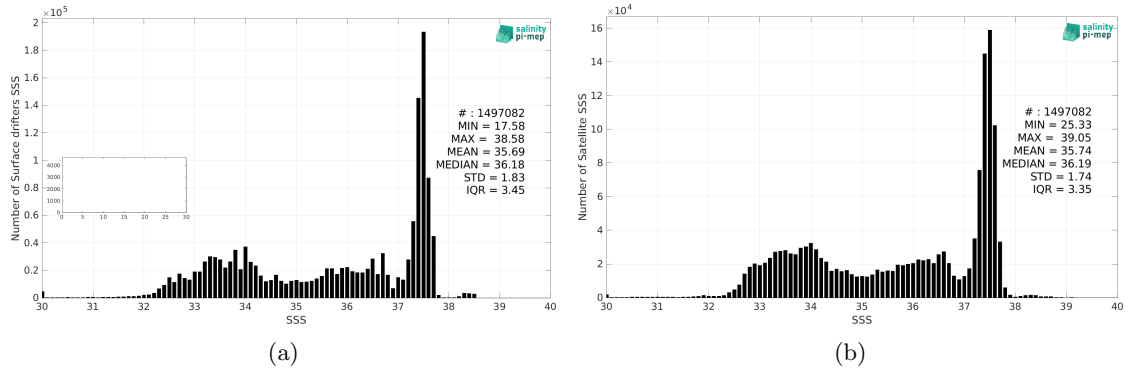 2
×10⁵
1.8
1.6
1.4
1.2
1
0.8
0.6
0.4
0.2
0
30 31 32 33 34 35 36 37 38 39 40
SSS
Number of Surface drifters SSS
salinity
pi-mep
# : 1497082
MIN = 17.58
MAX = 38.58
MEAN = 35.69
MEDIAN = 36.18
STD = 1.83
IQR = 3.45
4000
3000
2000
1000
0
0 5 10 15 20 25 30
(a)
×10⁴
16
14
12
10
8
6
4
2
0
30 31 32 33 34 35 36 37 38 39 40
SSS
Number of Satellite SSS
salinity
pi-mep
# : 1497082
MIN = 25.33
MAX = 39.05
MEAN = 35.74
MEDIAN = 36.19
STD = 1.74
IQR = 3.35
(b)